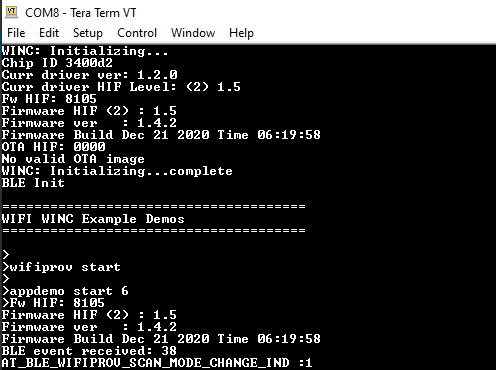 COM8 - Tera Term VT
File Edit Setup Control Window Help
WINC: Initializing...
Chip ID 3400d2
Curr driver ver: 1.2.0
Curr driver HIF Level: (2) 1.5
Fw HIF: 8105
Firmware HIF (2) : 1.5
Firmware ver   : 1.4.2
Firmware Build Dec 21 2020 Time 06:19:58
OTA HIF: 0000
No valid OTA image
WINC: Initializing...complete
BLE Init
======================================
WIFI WINC Example Demos
======================================
>
>wifiprov start
>
>appdemo start 6
>Fw HIF: 8105
Firmware HIF (2) : 1.5
Firmware ver   : 1.4.2
Firmware Build Dec 21 2020 Time 06:19:58
BLE event received: 38
AT_BLE_WIFIPROV_SCAN_MODE_CHANGE_IND :1